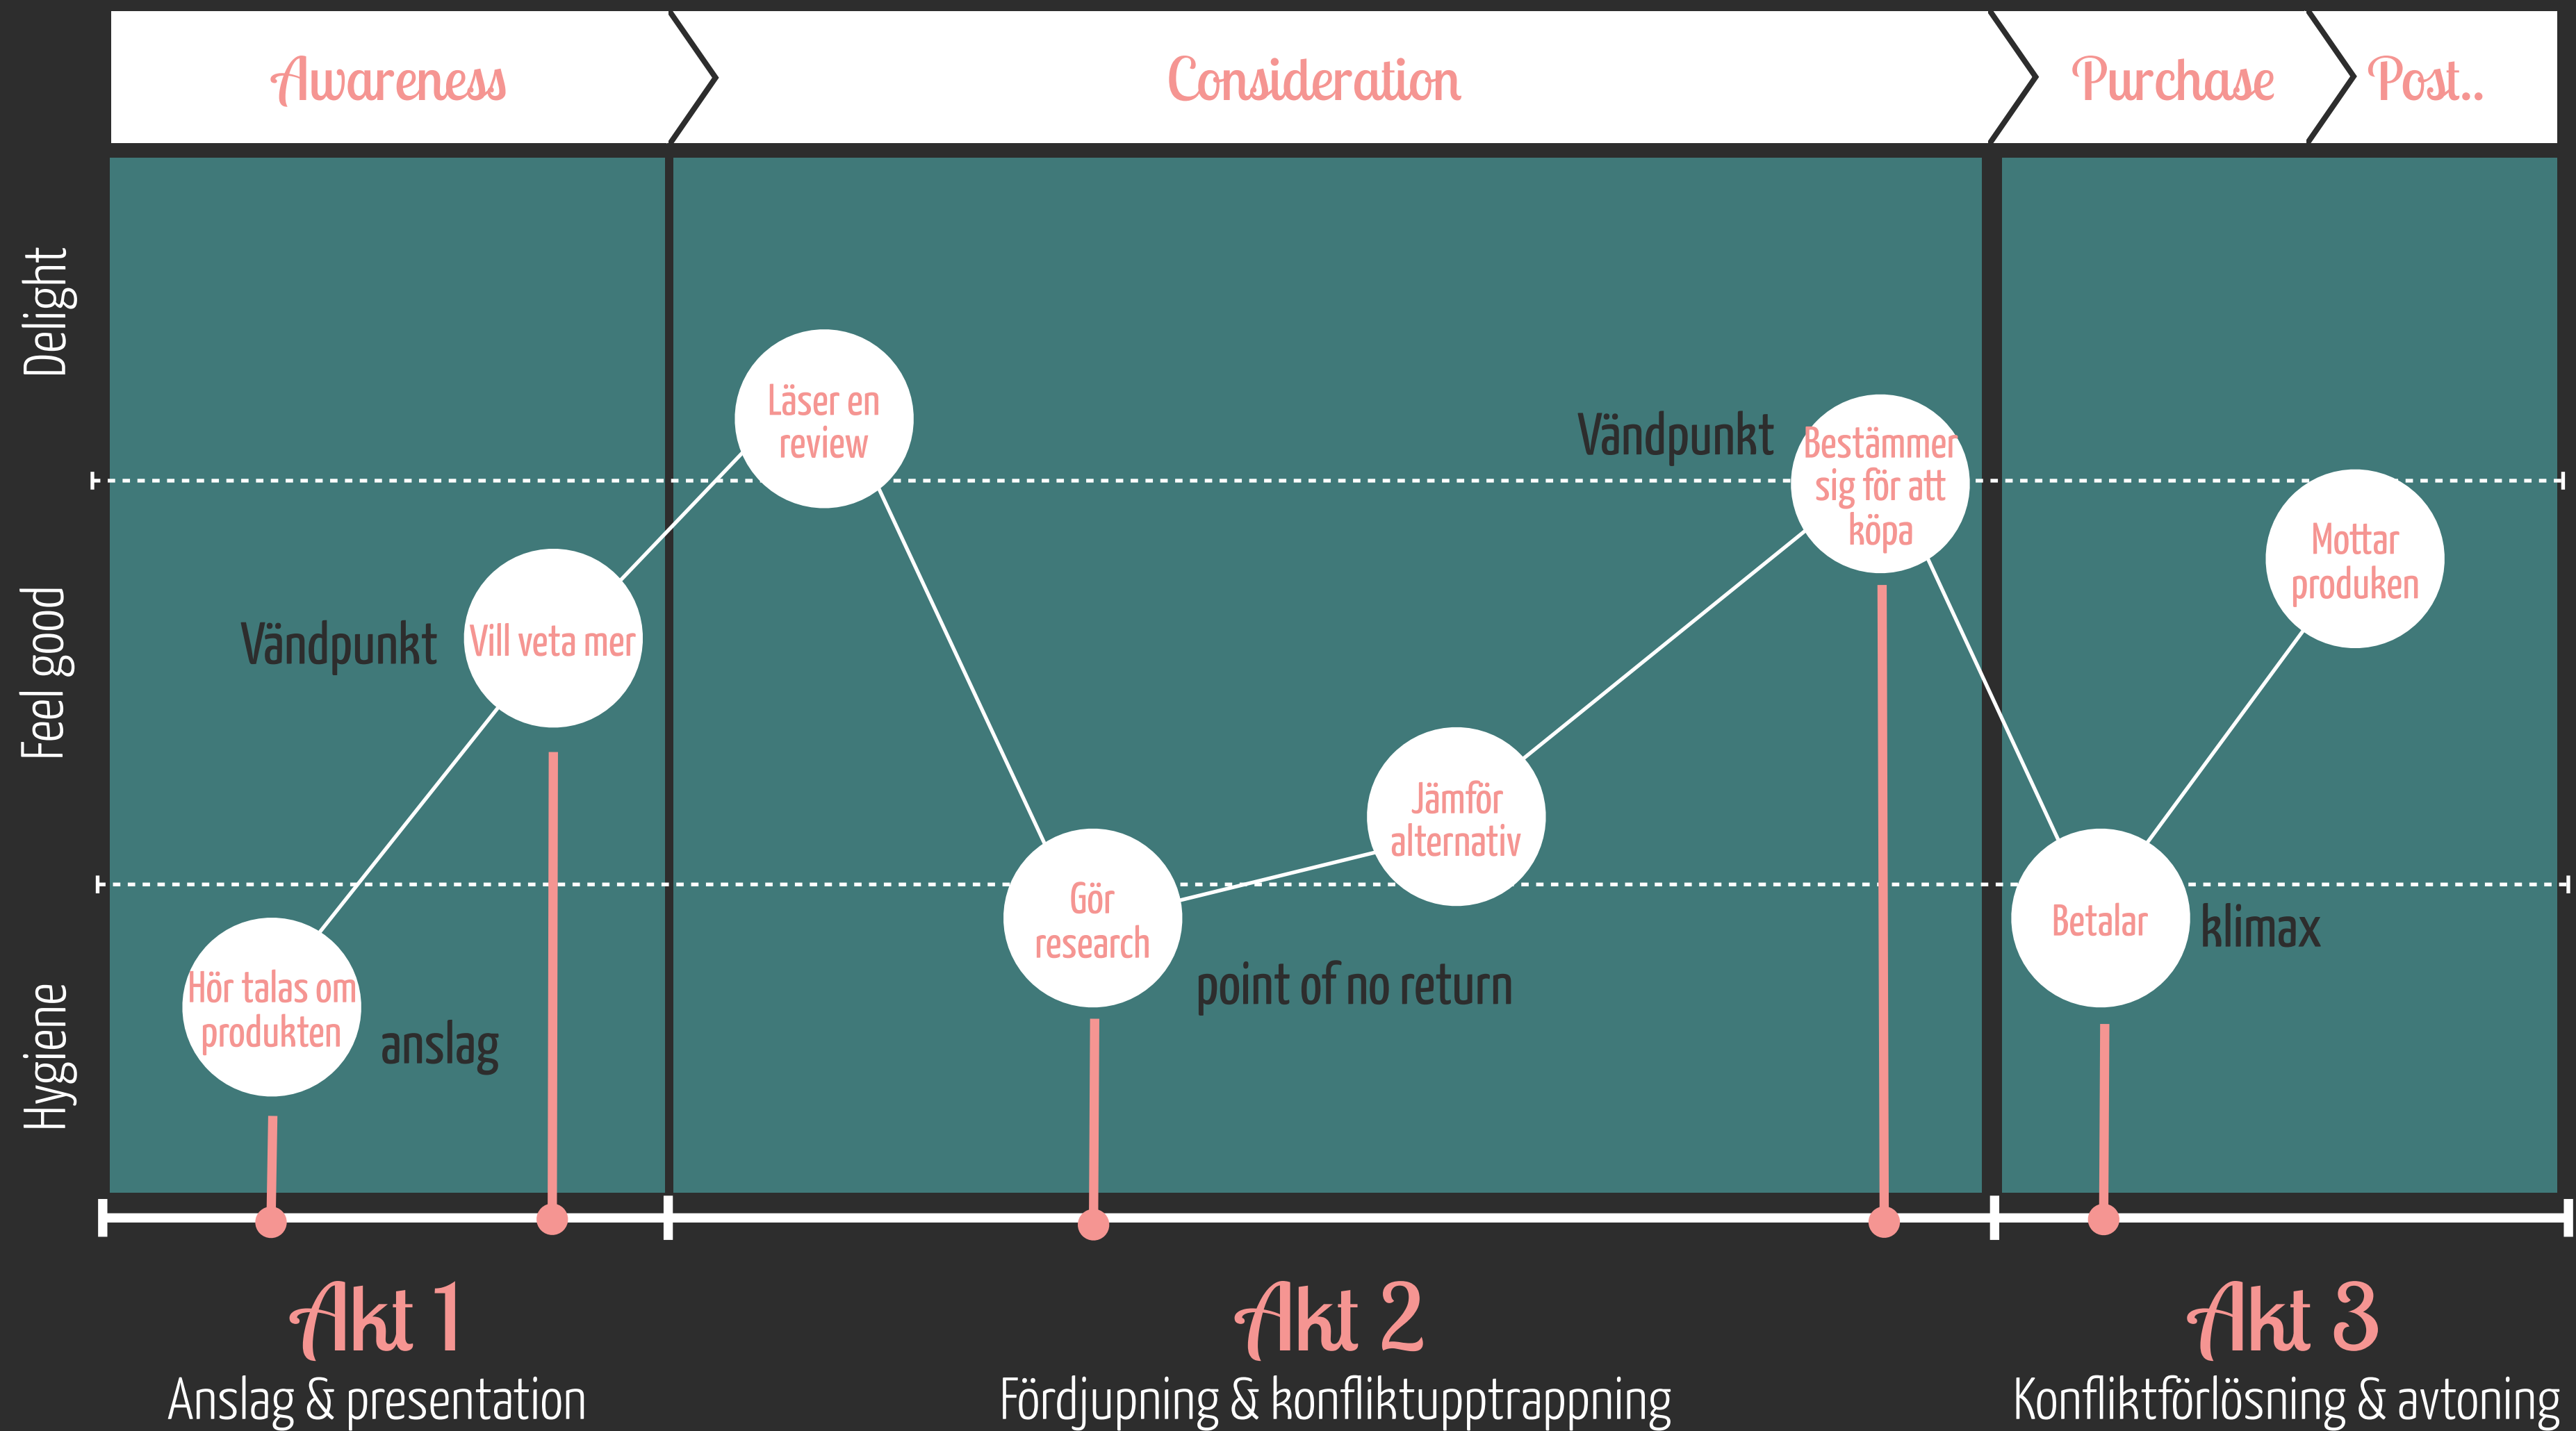 Awareness
Consideration
Purchase
Post..
Delight
Feel good
Hygiene
Läser en
review
Vändpunkt
Bestämmer
sig för att
köpa
Mottar
produken
Vändpunkt
Vill veta mer
Jämför
alternativ
Gör
research
point of no return
Betalar
klimax
Hör talas om
produkten
anslag
Akt 1
Anslag & presentation
Akt 2
Fördjupning & konfliktupptrappning
Akt 3
Konfliktförlösning & avtoning